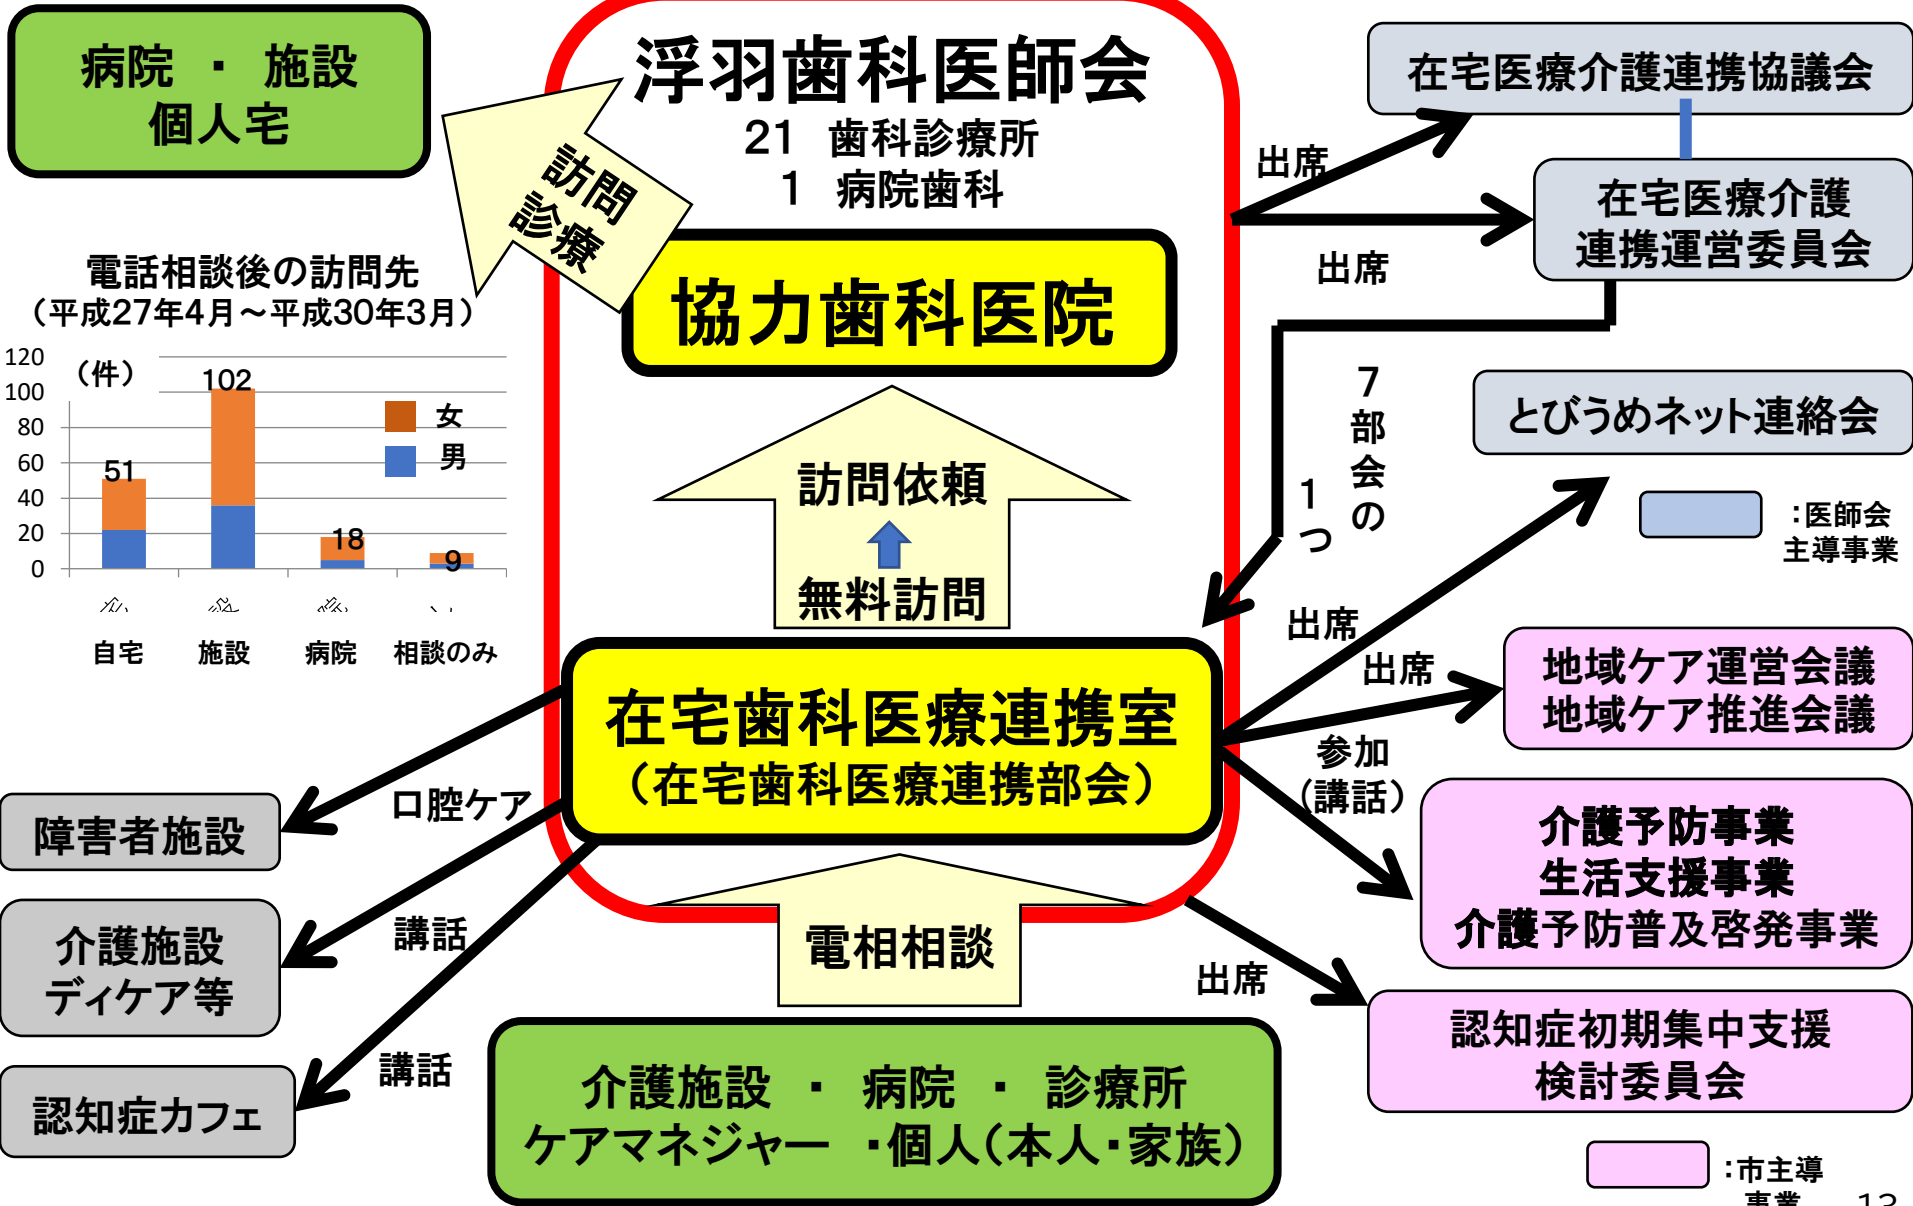 病院 ・ 施設
個人宅
浮羽歯科医師会
21 歯科診療所
1 病院歯科
訪問
診療
協力歯科医院
訪問依頼
無料訪問
在宅歯科医療連携室
（在宅歯科医療連携部会）
電相相談
介護施設 ・ 病院 ・ 診療所
ケアマネジャー ・個人（本人・家族）
電話相談後の訪問先
（平成27年4月～平成30年3月）
（件）
120
100
80
60
40
20
0
51
102
18
9
女
男
自宅 施設 病院 相談のみ
口腔ケア
講話
講話
障害者施設
介護施設
ディケア等
認知症カフェ
在宅医療介護連携協議会
出席
在宅医療介護
連携運営委員会
出席
7部会の
1つ
とびうめネット連絡会
：医師会
主導事業
出席
出席
地域ケア運営会議
地域ケア推進会議
参加
（講話）
介護予防事業
生活支援事業
介護予防普及啓発事業
出席
認知症初期集中支援
検討委員会
：市主導
事業
13